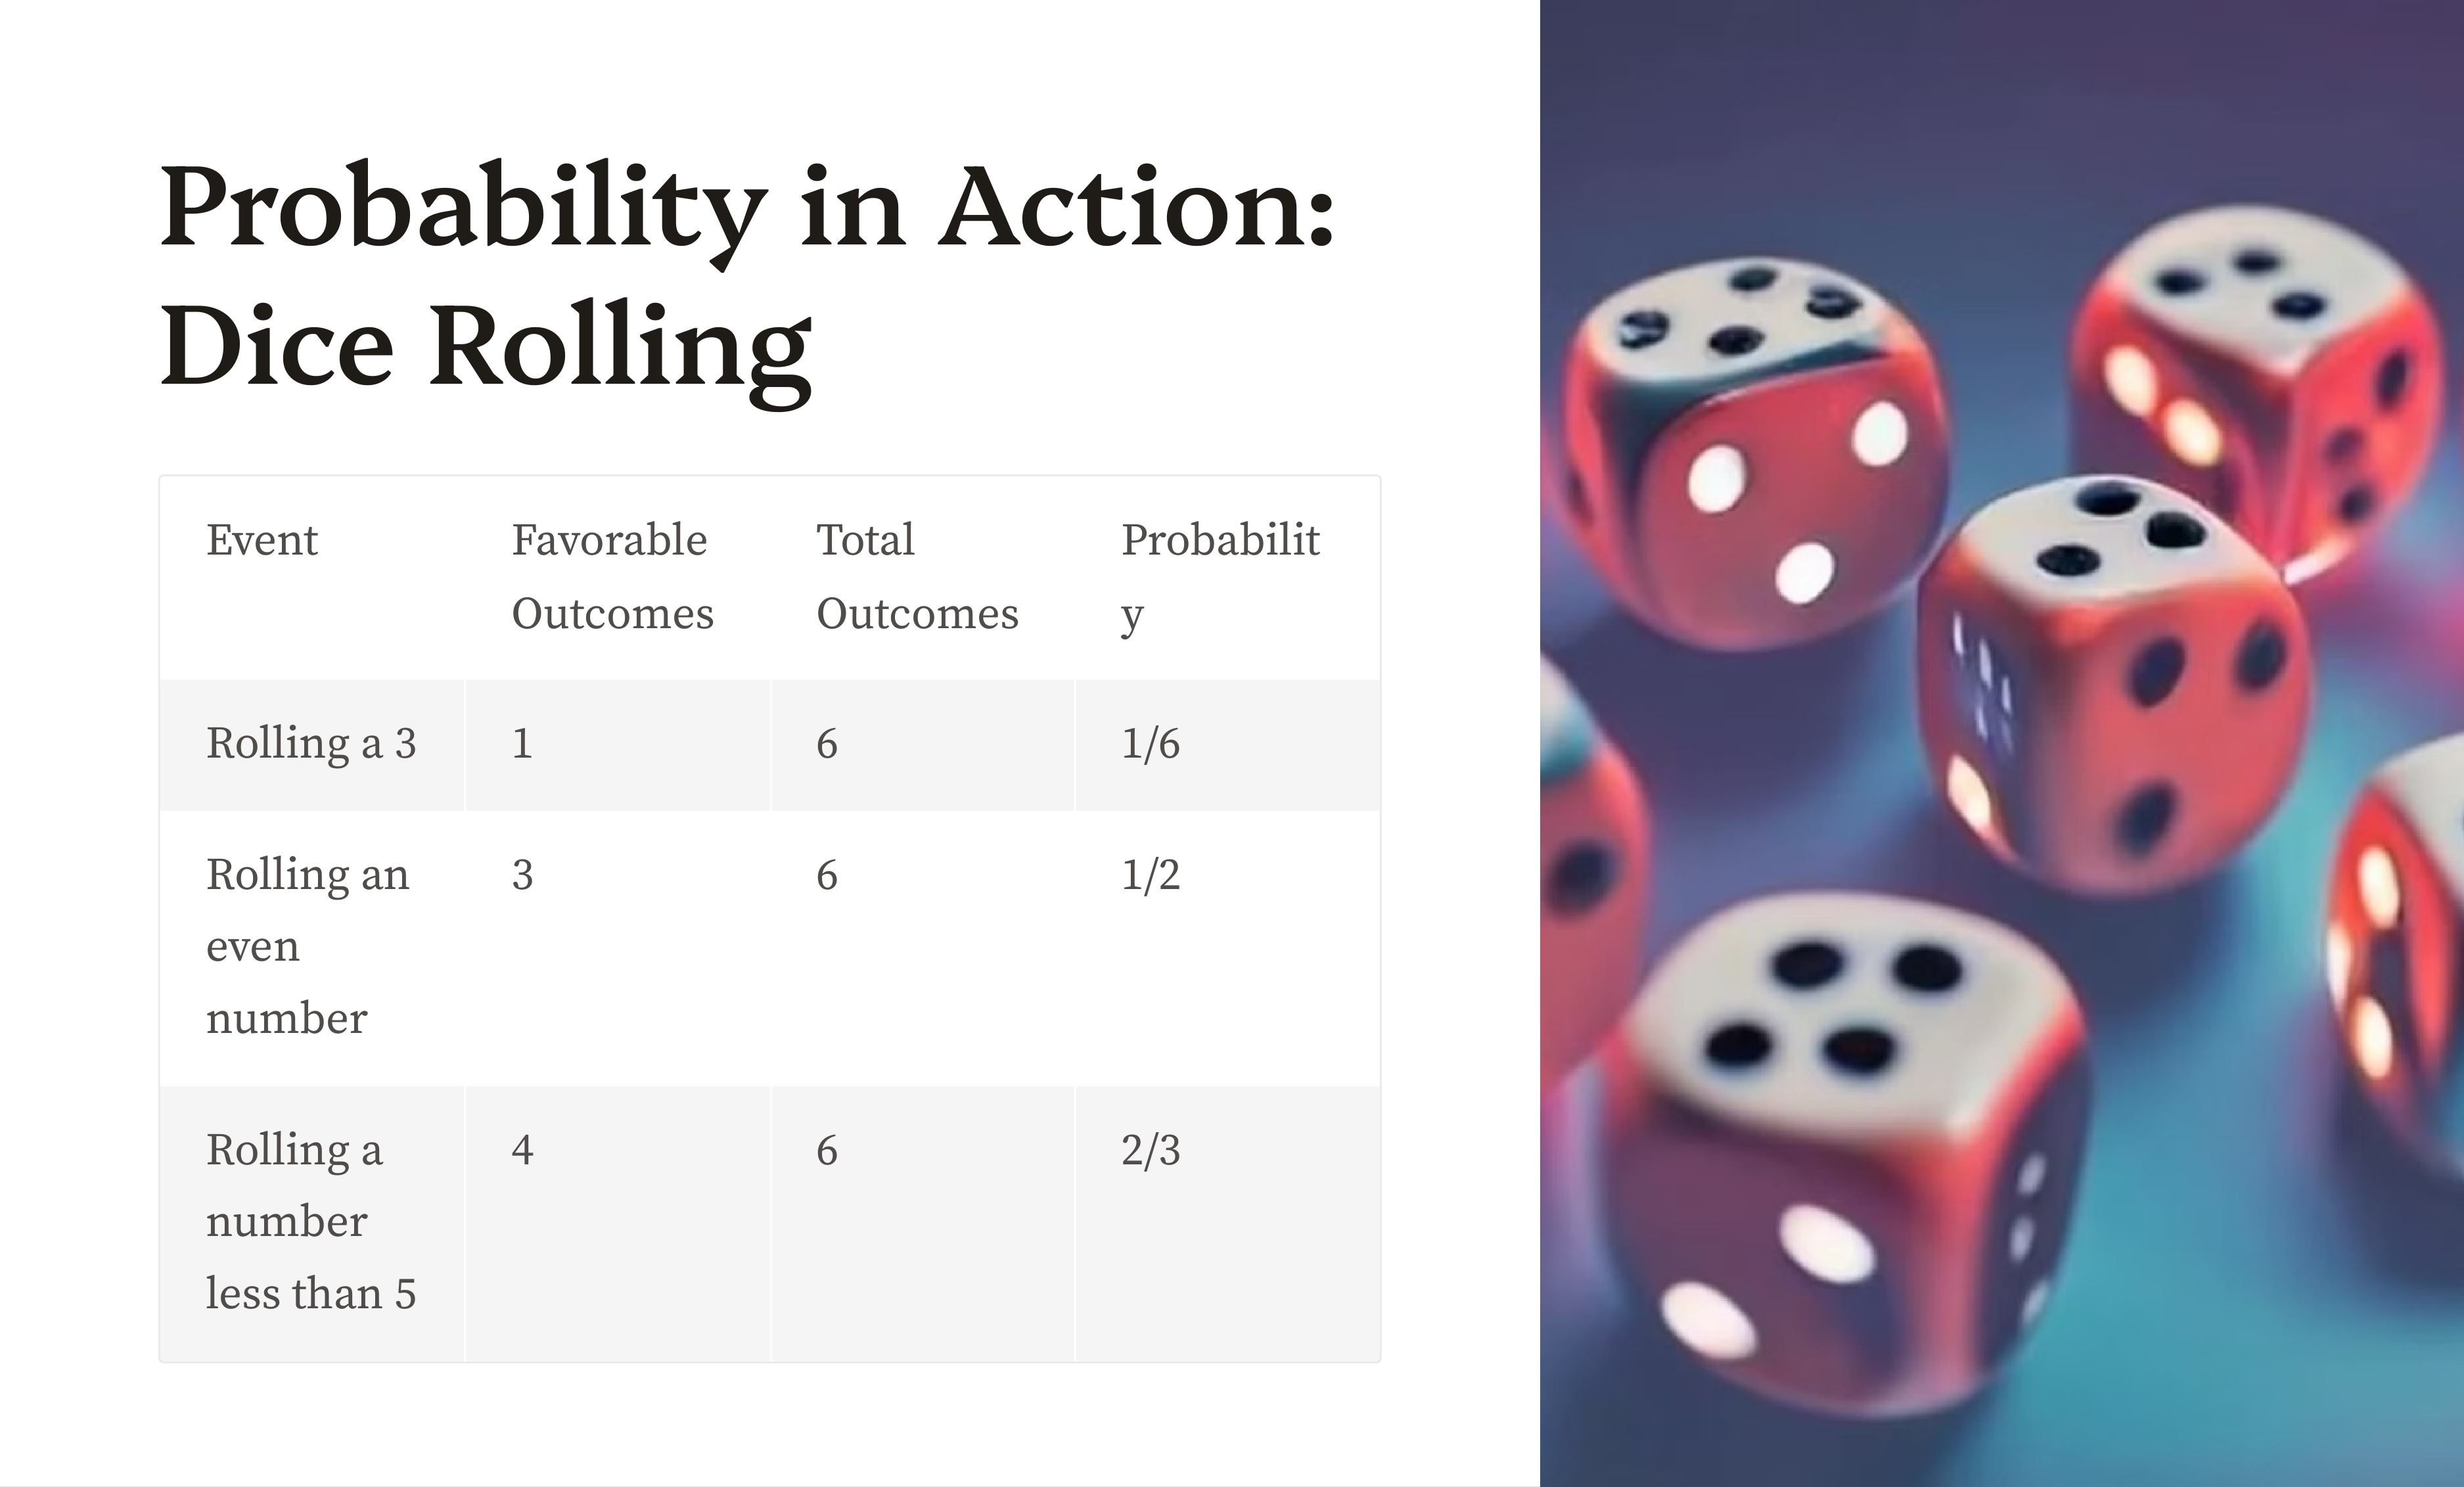 Probability in Action:
Dice Rolling
Event Favorable Total Probabilit
Outcomes Outcomes y
Rolling a 3 1 6 1/6
Rolling an 3 6 1/2
even
number
Rolling a 4 6 2/3
number
less than 5